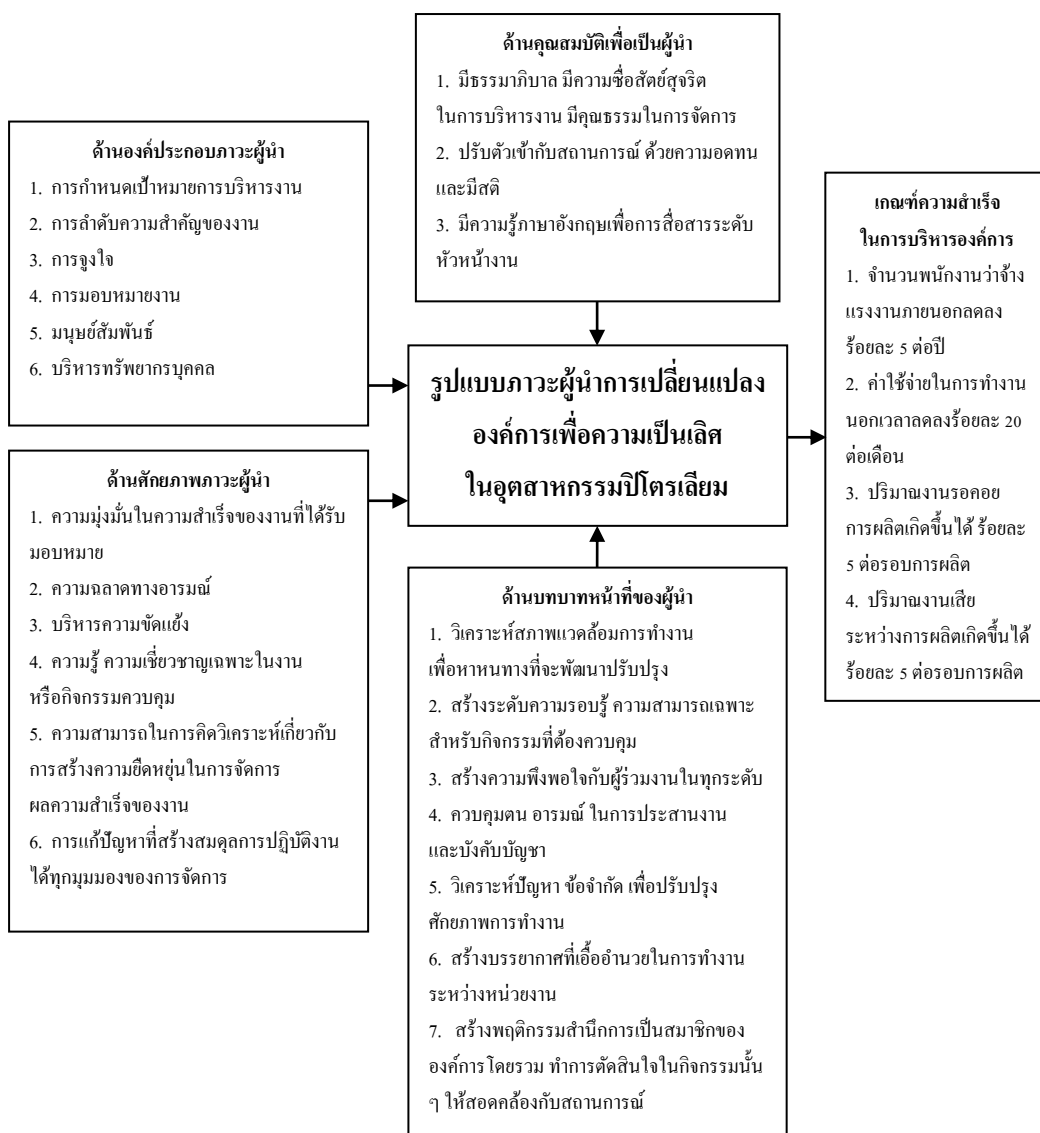 ด้านคุณสมบัติเพื่อเป็นผู้นำ
1. มีธรรมาภิบาล มีความซื่อสัตย์สุจริต
ในการบริหารงาน มีคุณธรรมในการจัดการ
2. ปรับตัวเข้ากับสถานการณ์ ด้วยความอดทน
และมีสติ
3. มีความรู้ภาษาอังกฤษเพื่อการสื่อสารระดับ
หัวหน้างาน
ด้านองค์ประกอบภาวะผู้นำ
1. การกำหนดเป้าหมายการบริหารงาน
2. การลำดับความสำคัญของงาน
3. การจูงใจ
4. การมอบหมายงาน
5. มนุษย์สัมพันธ์
6. บริหารทรัพยากรบุคคล
รูปแบบภาวะผู้นำการเปลี่ยนแปลง
องค์การเพื่อความเป็นเลิศ
ในอุตสาหกรรมปิโตรเลียม
เกณฑ์ความสำเร็จ
ในการบริหารองค์การ
1. จำนวนพนักงานว่าจ้าง
แรงงานภายนอกลดลง
ร้อยละ 5 ต่อปี
2. ค่าใช้จ่ายในการทำงาน
นอกเวลาลดลงร้อยละ 20
ต่อเดือน
3. ปริมาณงานรอคอย
การผลิตเกิดขึ้นได้ ร้อยละ
5 ต่อรอบการผลิต
4. ปริมาณงานเสีย
ระหว่างการผลิตเกิดขึ้นได้
ร้อยละ 5 ต่อรอบการผลิต
ด้านศักยภาพภาวะผู้นำ
1. ความมุ่งมั่นในความสำเร็จของงานที่ได้รับ
มอบหมาย
2. ความฉลาดทางอารมณ์
3. บริหารความขัดแย้ง
4. ความรู้ ความเชี่ยวชาญเฉพาะในงาน
หรือกิจกรรมควบคุม
5. ความสามารถในการคิดวิเคราะห์เกี่ยวกับ
การสร้างความยืดหยุ่นในการจัดการ
ผลความสำเร็จของงาน
6. การแก้ปัญหาที่สร้างสมดุลการปฏิบัติงาน
ได้ทุกมุมมองของการจัดการ
ด้านบทบาทหน้าที่ของผู้นำ
1. วิเคราะห์สภาพแวดล้อมการทำงาน
เพื่อหาหนทางที่จะพัฒนาปรับปรุง
2. สร้างระดับความรอบรู้ ความสามารถเฉพาะ
สำหรับกิจกรรมที่ต้องควบคุม
3. สร้างความพึงพอใจกับผู้ร่วมงานในทุกระดับ
4. ควบคุมตน อารมณ์ ในการประสานงาน
และบังคับบัญชา
5. วิเคราะห์ปัญหา ข้อจำกัด เพื่อปรับปรุง
ศักยภาพการทำงาน
6. สร้างบรรยากาศที่เอื้ออำนวยในการทำงาน
ระหว่างหน่วยงาน
7. สร้างพฤติกรรมสำนึกการเป็นสมาชิกของ
องค์การโดยรวม ทำการตัดสินใจในกิจกรรมนั้น
ๆ ให้สอดคล้องกับสถานการณ์